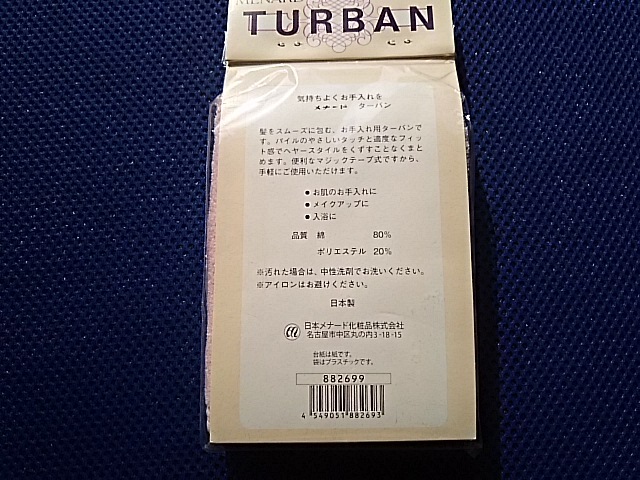 MENARD
TURBAN
気持ちよくお手入れを
メナード ターバン
髪をスムーズに包む、お手入れ用ターバンで
す。パイルのやさしいタッチと適度なフィッ
ト感でヘヤースタイルをくずすことなくまと
めます。便利なマジックテープ式ですから、
手軽にご使用いただけます。
●お肌のお手入れに
●メイクアップに
●入浴に
品質 綿 80%
ポリエステル 20%
※汚れた場合は、中性洗剤でお洗いください。
※アイロンはお避けください。
日本製
日本メナード化粧品株式会社
名古屋市中区丸の内3-18-15
台紙は紙です。
袋はプラスチックです。
882699
4 549051 882693